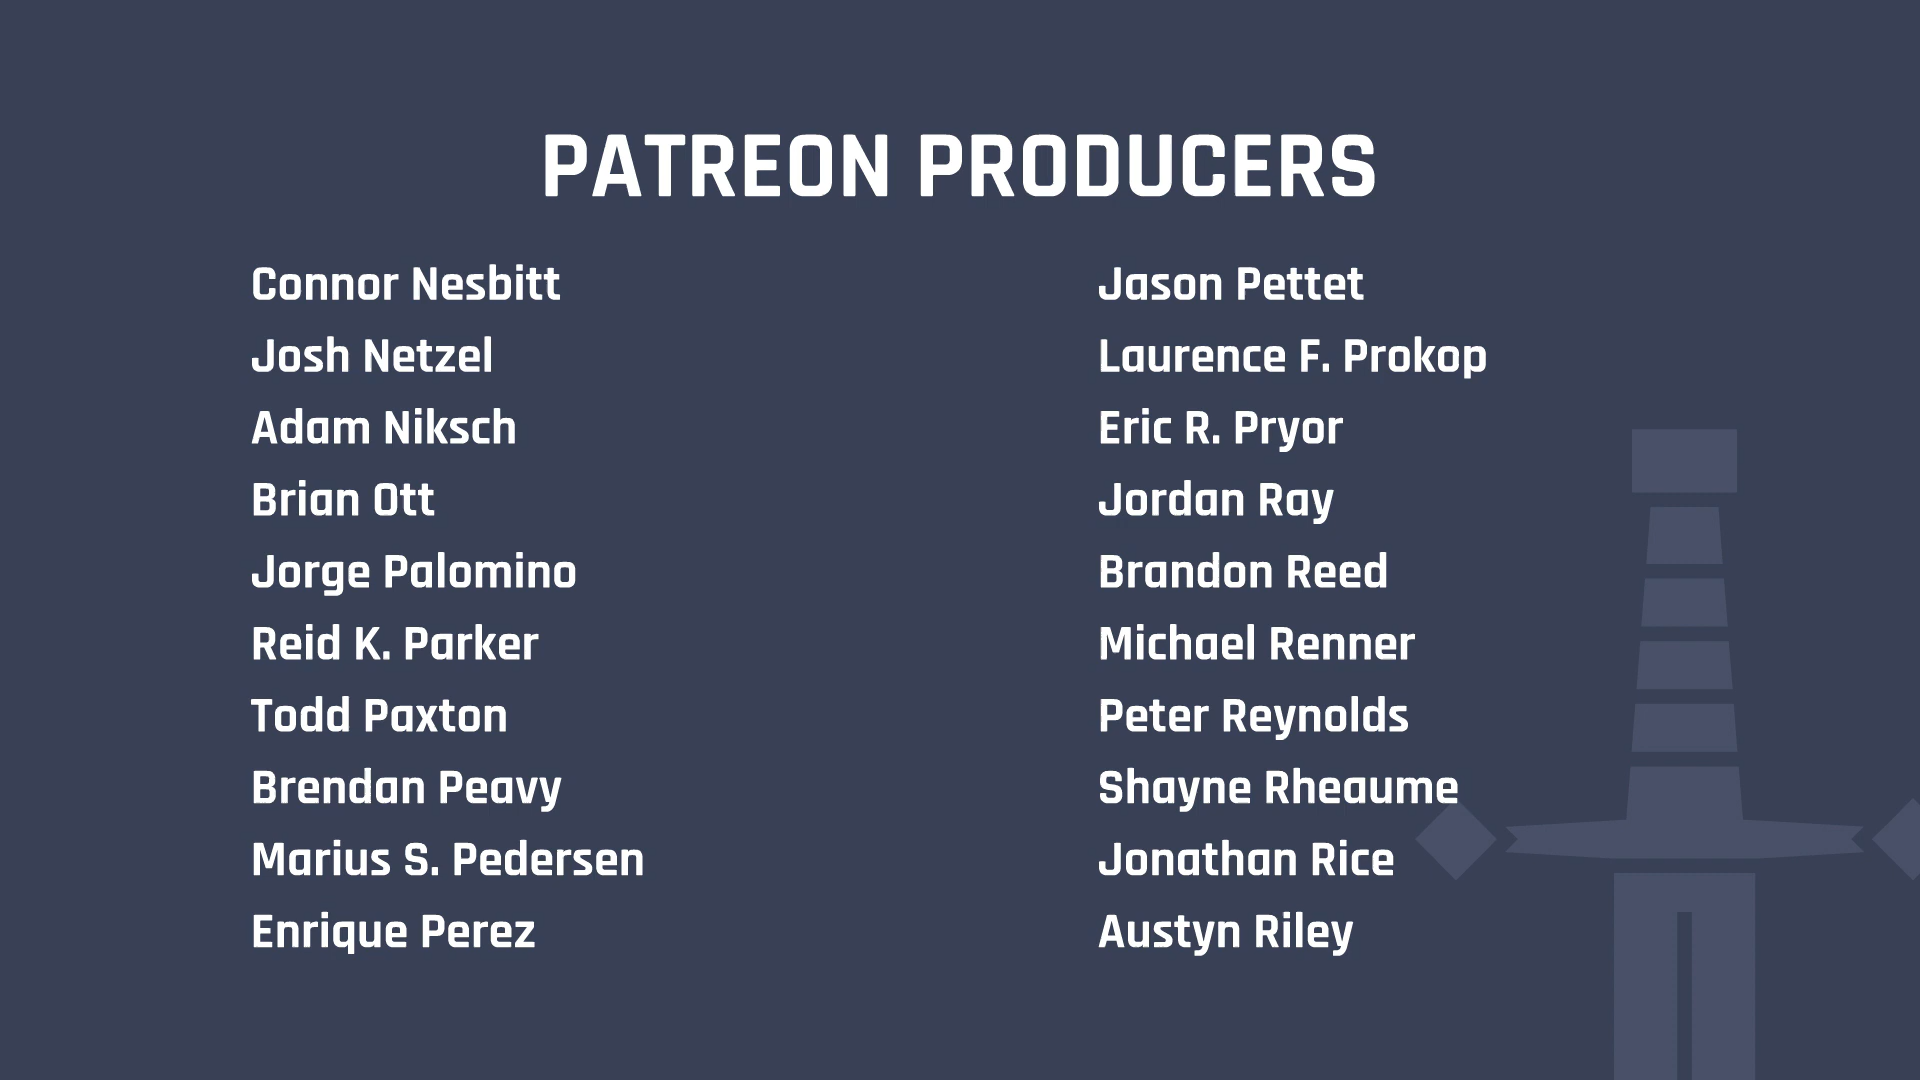 PATREON PRODUCERS
Connor Nesbitt
Josh Netzel
Adam Niksch
Brian Ott
Jorge Palomino
Reid K. Parker
Todd Paxton
Brendan Peavy
Marius S. Pedersen
Enrique Perez
Jason Pettet
Laurence F. Prokop
Eric R. Pryor
Jordan Ray
Brandon Reed
Michael Renner
Peter Reynolds
Shayne Rheaume
Jonathan Rice
Austyn Riley